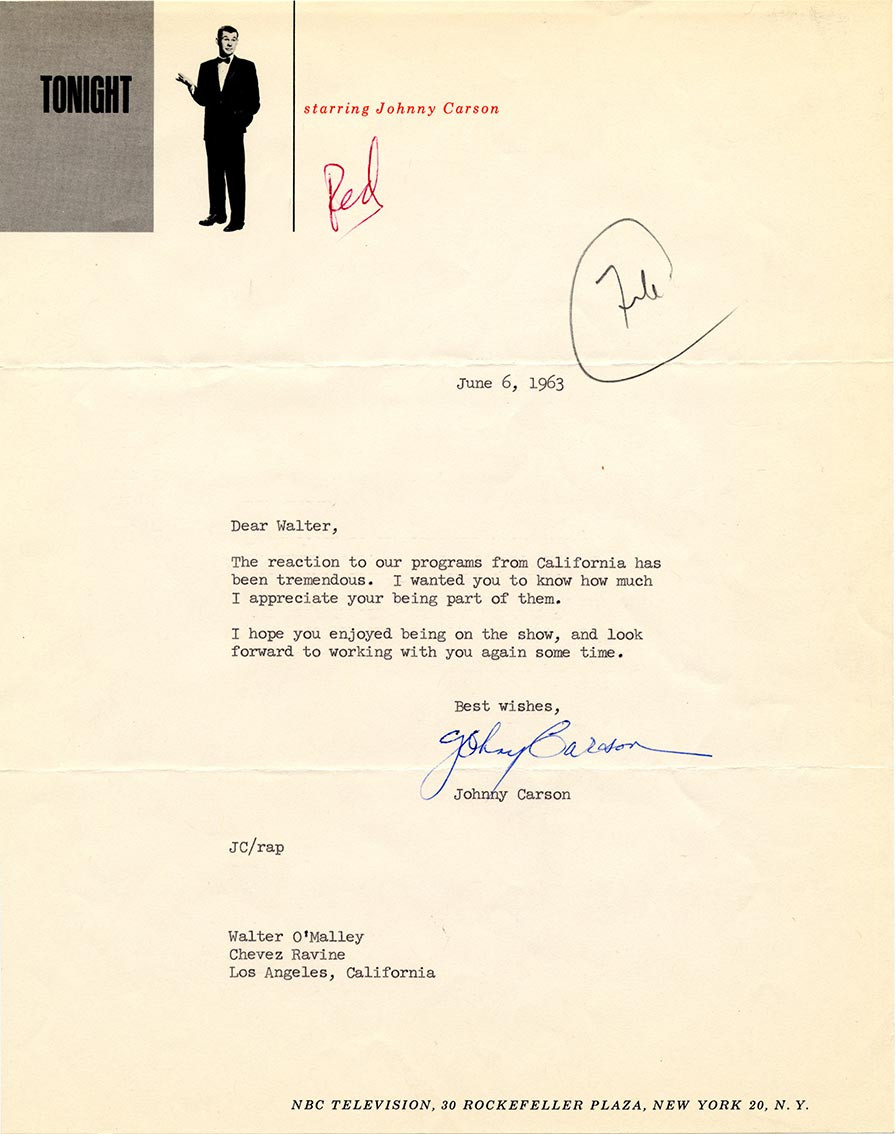 TONIGHT
starring Johnny Carson
Red
File
June 6, 1963
Dear Walter,
The reaction to our programs from California has
been tremendous.  I wanted you to know how much
I appreciate your being part of them.
I hope you enjoyed being on the show, and look
forward to working with you again some time.
Best wishes,
Johnny Carson
Johnny Carson
JC/rap
Walter O'Malley
Chevez Ravine
Los Angeles, California
NBC TELEVISION, 30 ROCKEFELLER PLAZA, NEW YORK 20, N. Y.